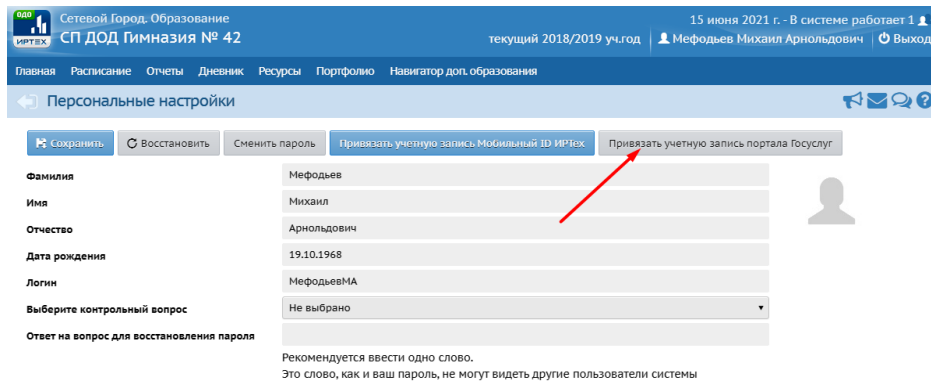 ОДО
ИРТЕХ
Сетевой Город. Образование
СП ДОД Гимназия № 42
15 июня 2021 г. - В системе работает 1
текущий 2018/2019 уч.год
Мефодьев Михаил Арнольдович
Выход
Главная Расписание Отчеты Дневник Ресурсы Портфолио Навигатор доп. образования
Персональные настройки
Сохранить Восстановить Сменить пароль Привязать учетную запись Мобильный ID ИРТех Привязать учетную запись портала Госуслуг
Фамилия Мефодьев
Имя Михаил
Отчество Арнольдович
Дата рождения 19.10.1968
Логин МефодьевМА
Выберите контрольный вопрос Не выбрано
Ответ на вопрос для восстановления пароля
Рекомендуется ввести одно слово.
Это слово, как и ваш пароль, не могут видеть другие пользователи системы